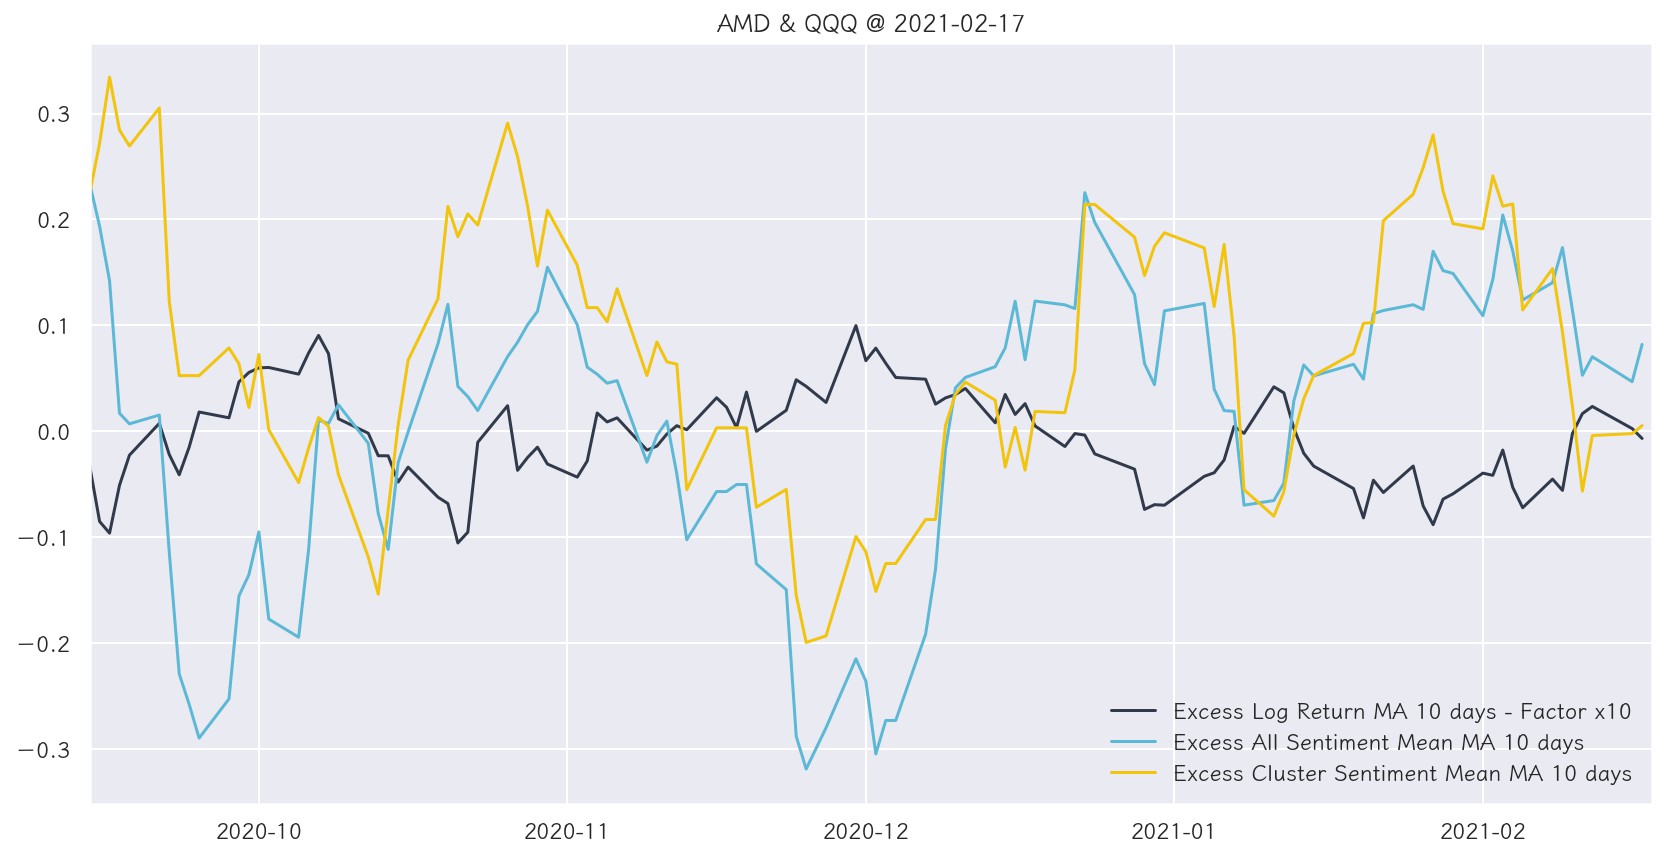 AMD & QQQ @ 2021-02-17
0.3
0.2
0.1
0.0
−0.1
−0.2
−0.3
Excess Log Return MA 10 days - Factor x10
Excess All Sentiment Mean MA 10 days
Excess Cluster Sentiment Mean MA 10 days
2020-10 2020-11 2020-12 2021-01 2021-02